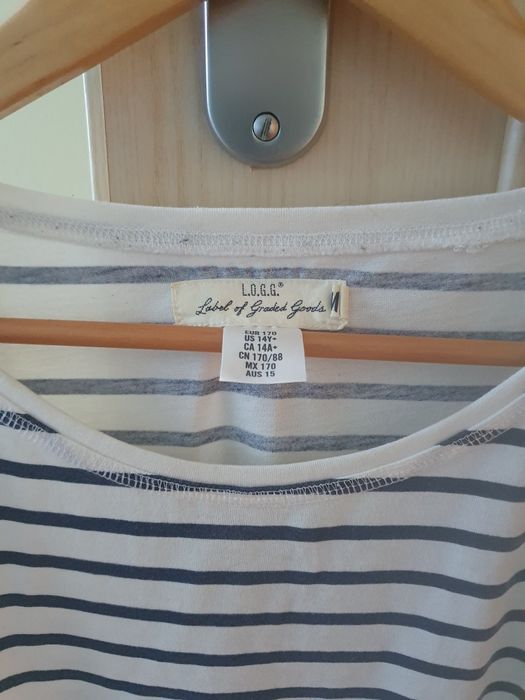 L.O.G.G.®
Label of Graded Goods
EUR 170
US 14Y+
CA 14A+
CN 170/88
MX 170
AUS 15